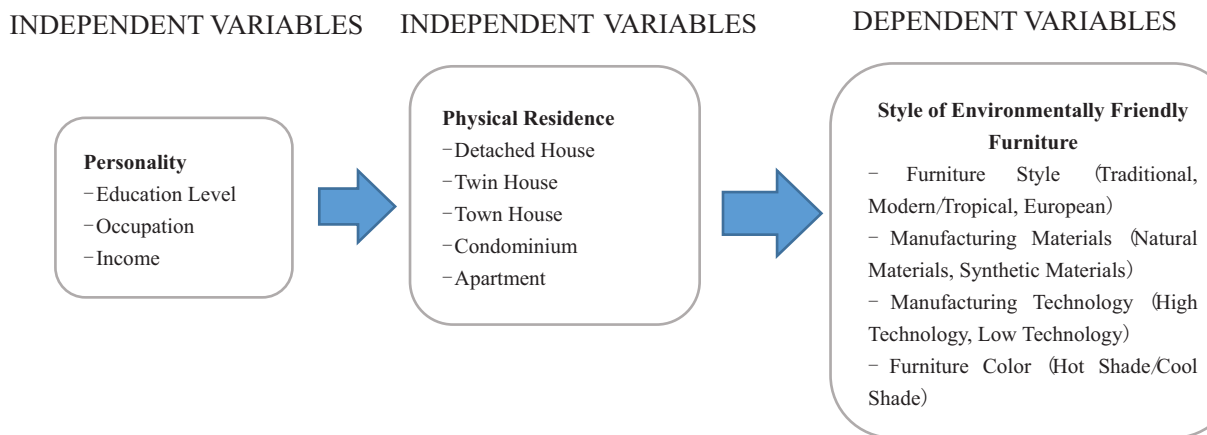 INDEPENDENT VARIABLES
INDEPENDENT VARIABLES
DEPENDENT VARIABLES
Personality
-Education Level
-Occupation
-Income
Physical Residence
-Detached House
-Twin House
-Town House
-Condominium
-Apartment
Style of Environmentally Friendly
Furniture
- Furniture Style (Traditional,
Modern/Tropical, European)
- Manufacturing Materials (Natural
Materials, Synthetic Materials)
- Manufacturing Technology (High
Technology, Low Technology)
- Furniture Color (Hot Shade/Cool
Shade)